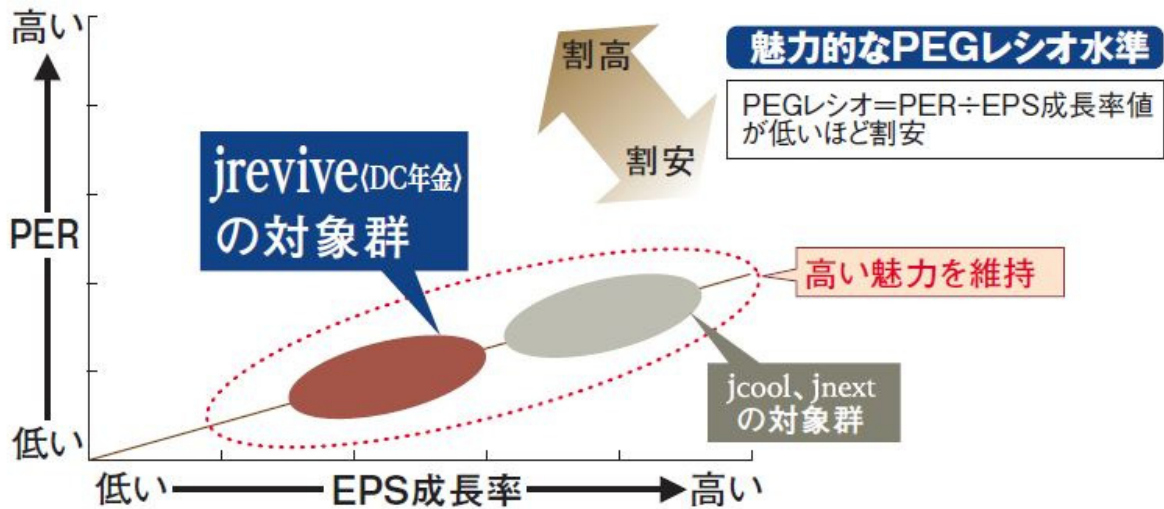 高い
PER
低い
低い
EPS成長率
高い
割高
割安
魅力的なPEGレシオ水準
PEGレシオ=PER÷EPS成長率値
が低いほど割安
jrevive〈DC年金〉
の対象群
高い魅力を維持
jcool、jnext
の対象群